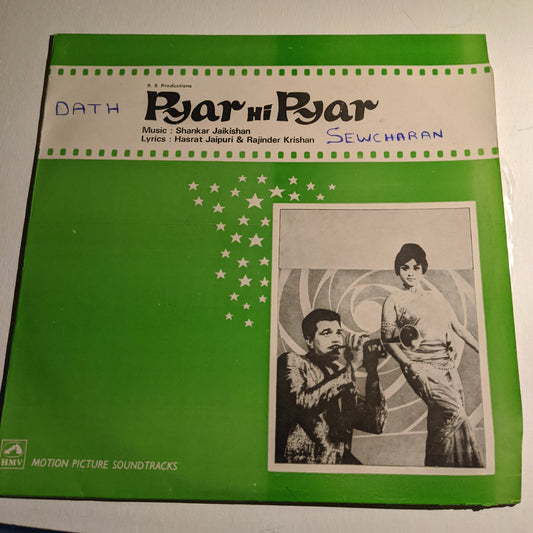 R. S Productions
DATH Pyar Hi Pyar
Music : Shankar Jaikishan
Lyrics : Hasrat Jaipuri & Rajinder Krishan SEWCHARAN
HMV MOTION PICTURE SOUNDTRACKS